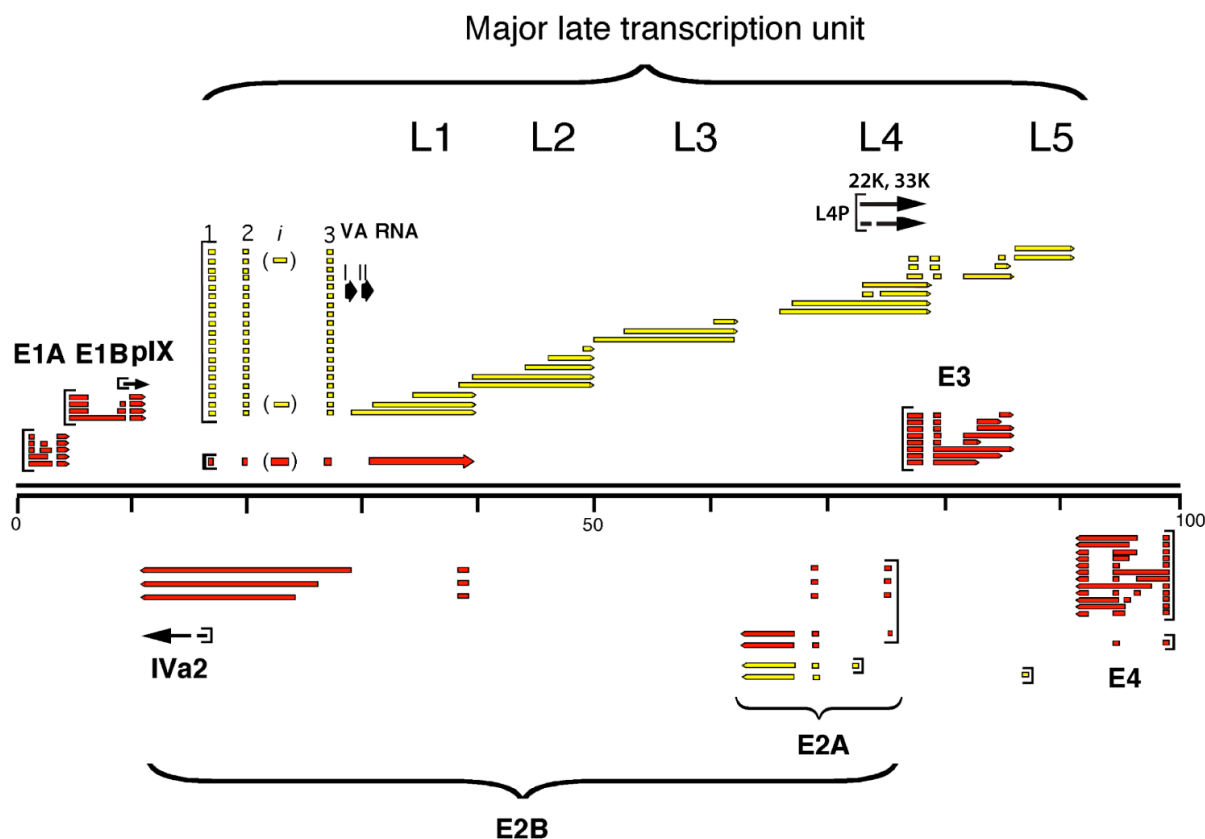 Major late transcription unit
L1 L2 L3 L4 L5
22K, 33K
L4P
1 2 i 3 VA RNA
I II
( )
E1A E1B pIX
E3
( )
( )
0 50 100
IVa2
E4
E2A
E2B